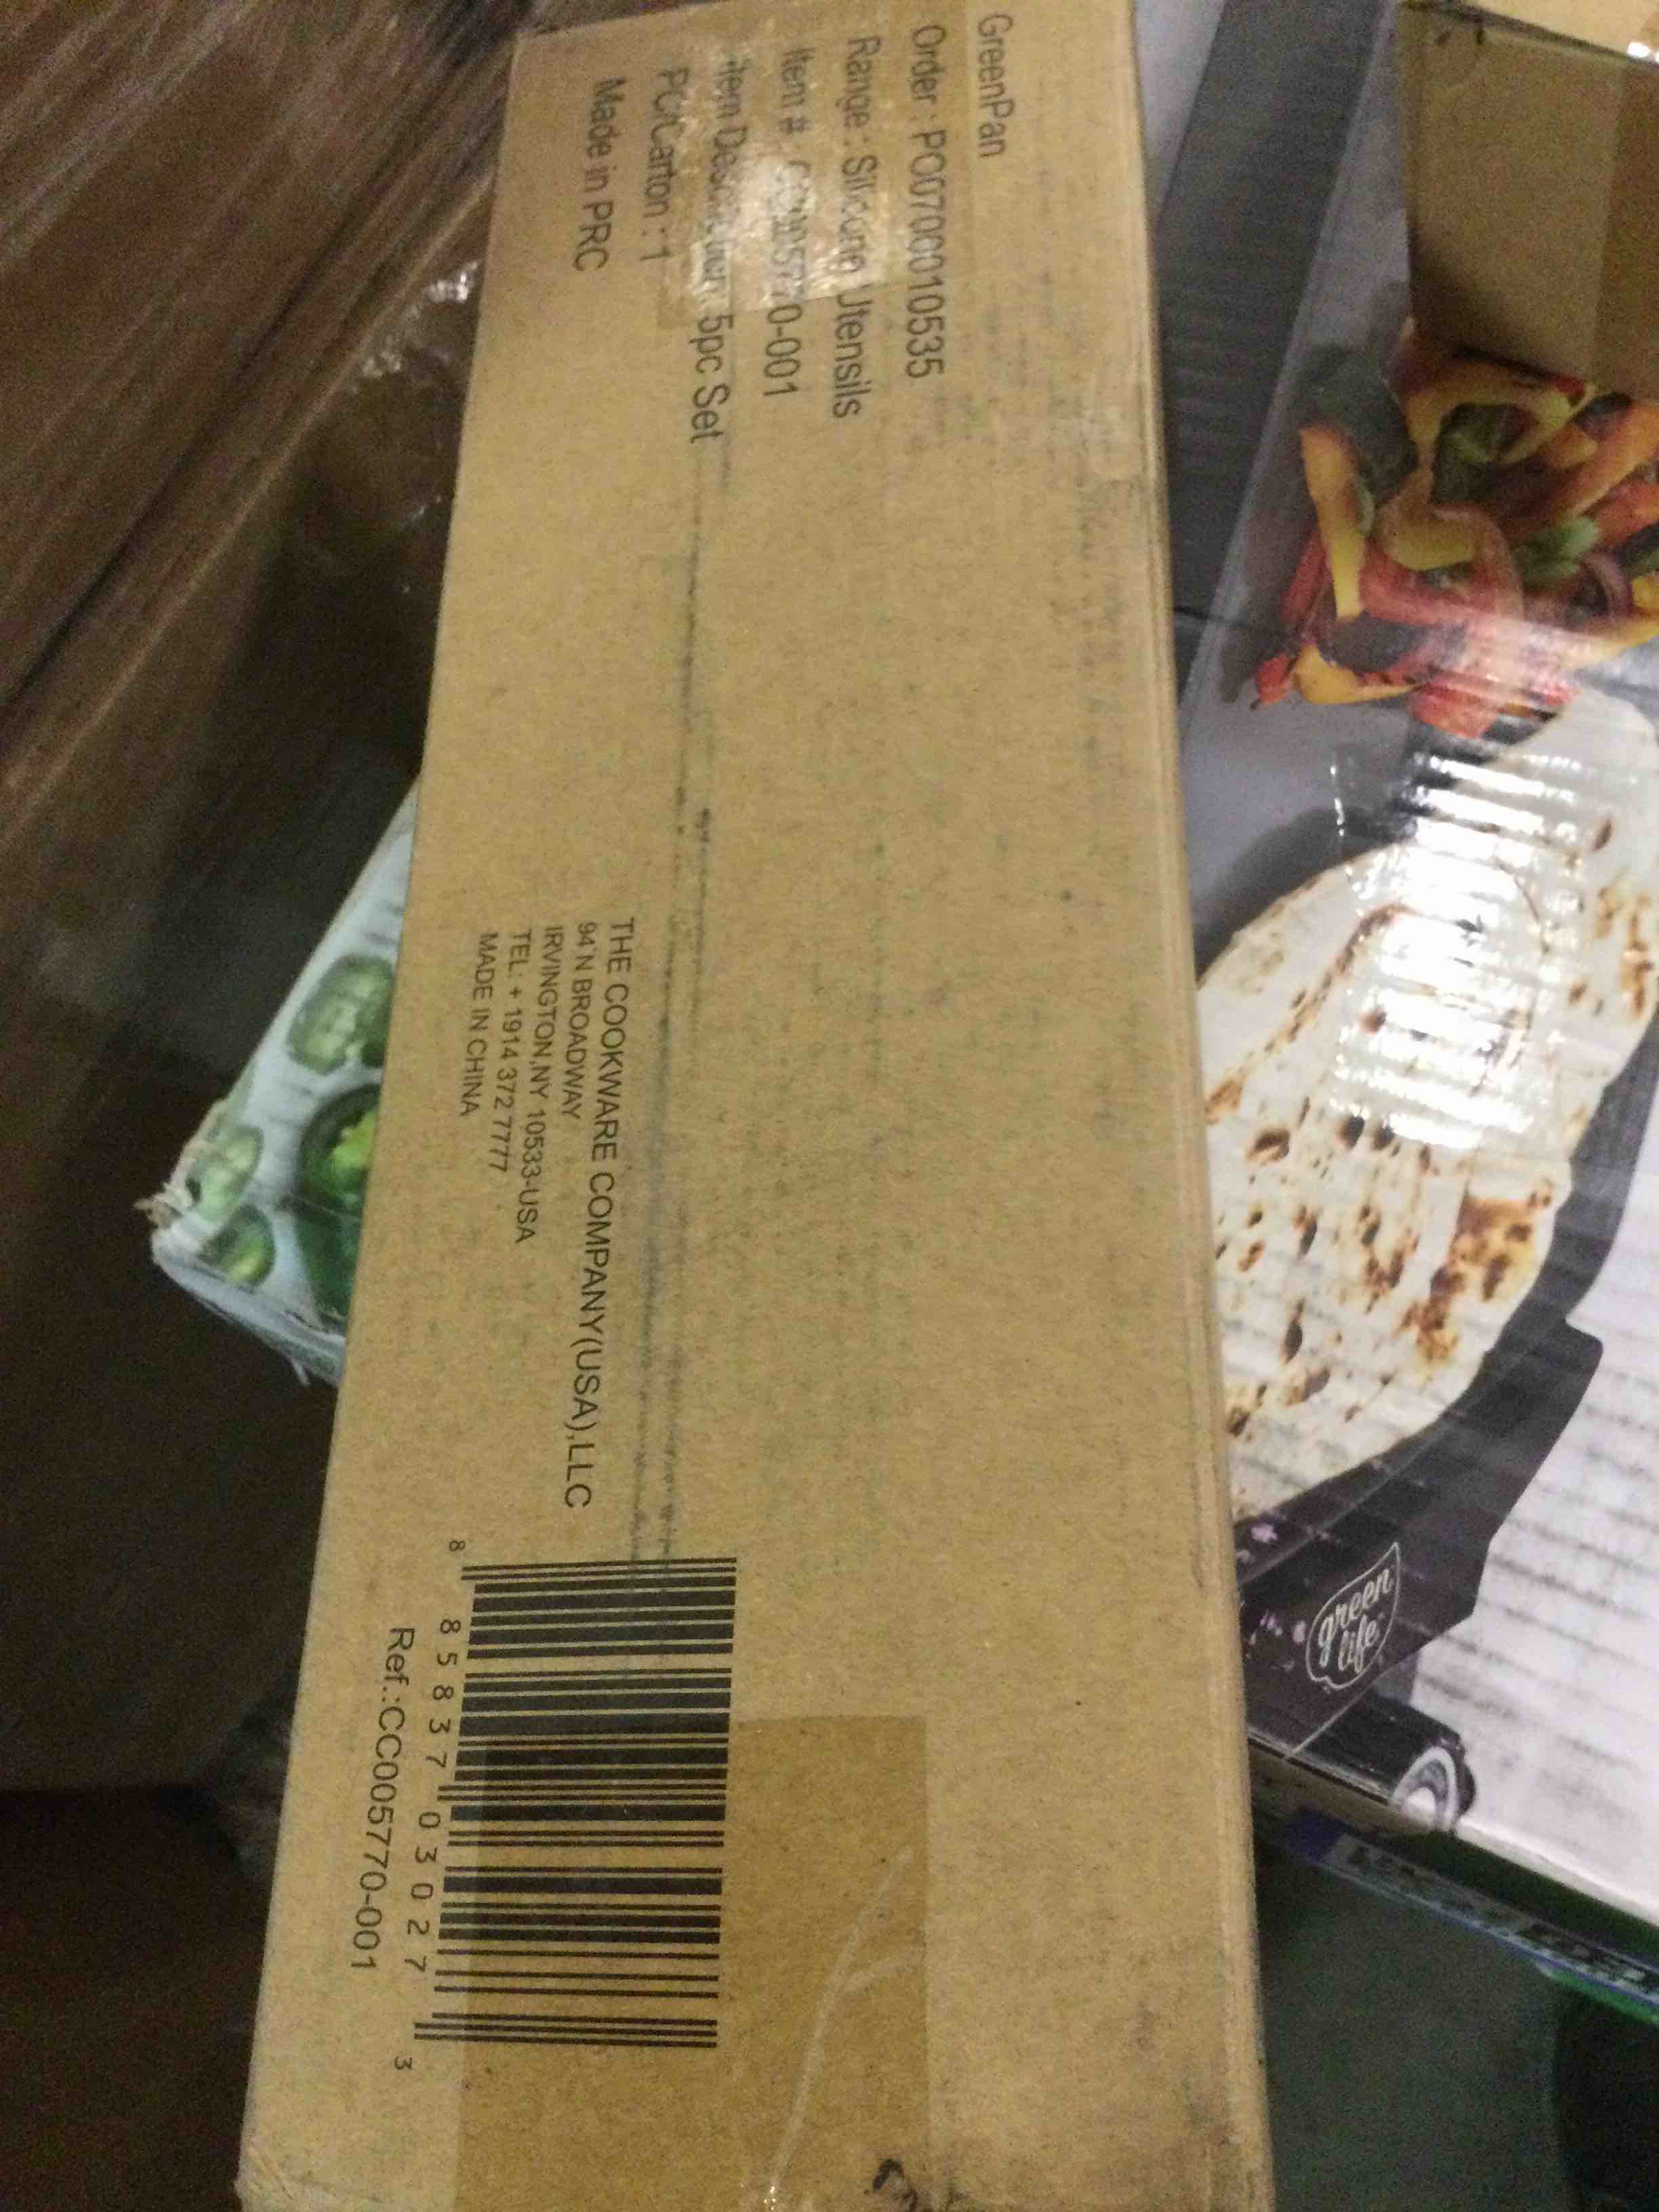 GreenPan
Order : PO0700010535
Range : Silicone Utensils
Item # : CC005770-001
Item Description: 5pc Set
PC/Carton : 1
Made in PRC
THE COOKWARE COMPANY(USA),LLC
94 N BROADWAY
IRVINGTON,NY 10533-USA
TEL: + 1914 372 7777
MADE IN CHINA
8 85837 03027 3
Ref.:CC005770-001
green
life